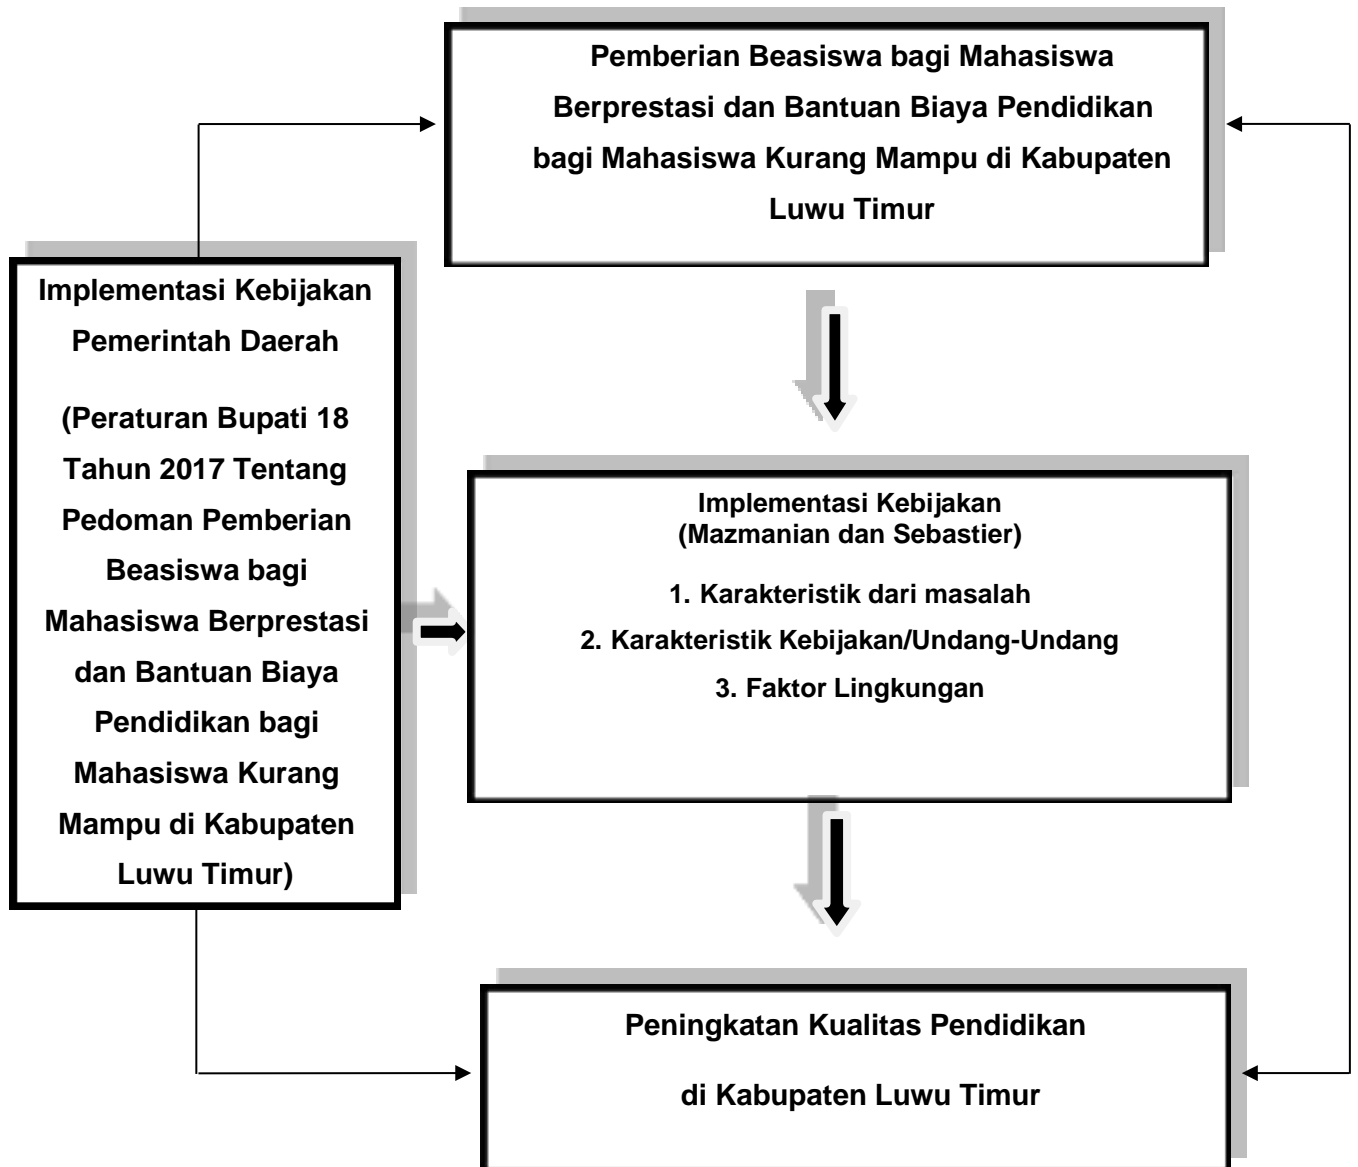 Pemberian Beasiswa bagi Mahasiswa
Berprestasi dan Bantuan Biaya Pendidikan
bagi Mahasiswa Kurang Mampu di Kabupaten
Luwu Timur
Implementasi Kebijakan
Pemerintah Daerah
(Peraturan Bupati 18
Tahun 2017 Tentang
Pedoman Pemberian
Beasiswa bagi
Mahasiswa Berprestasi
dan Bantuan Biaya
Pendidikan bagi
Mahasiswa Kurang
Mampu di Kabupaten
Luwu Timur)
Implementasi Kebijakan
(Mazmanian dan Sebastier)
1. Karakteristik dari masalah
2. Karakteristik Kebijakan/Undang-Undang
3. Faktor Lingkungan
Peningkatan Kualitas Pendidikan
di Kabupaten Luwu Timur